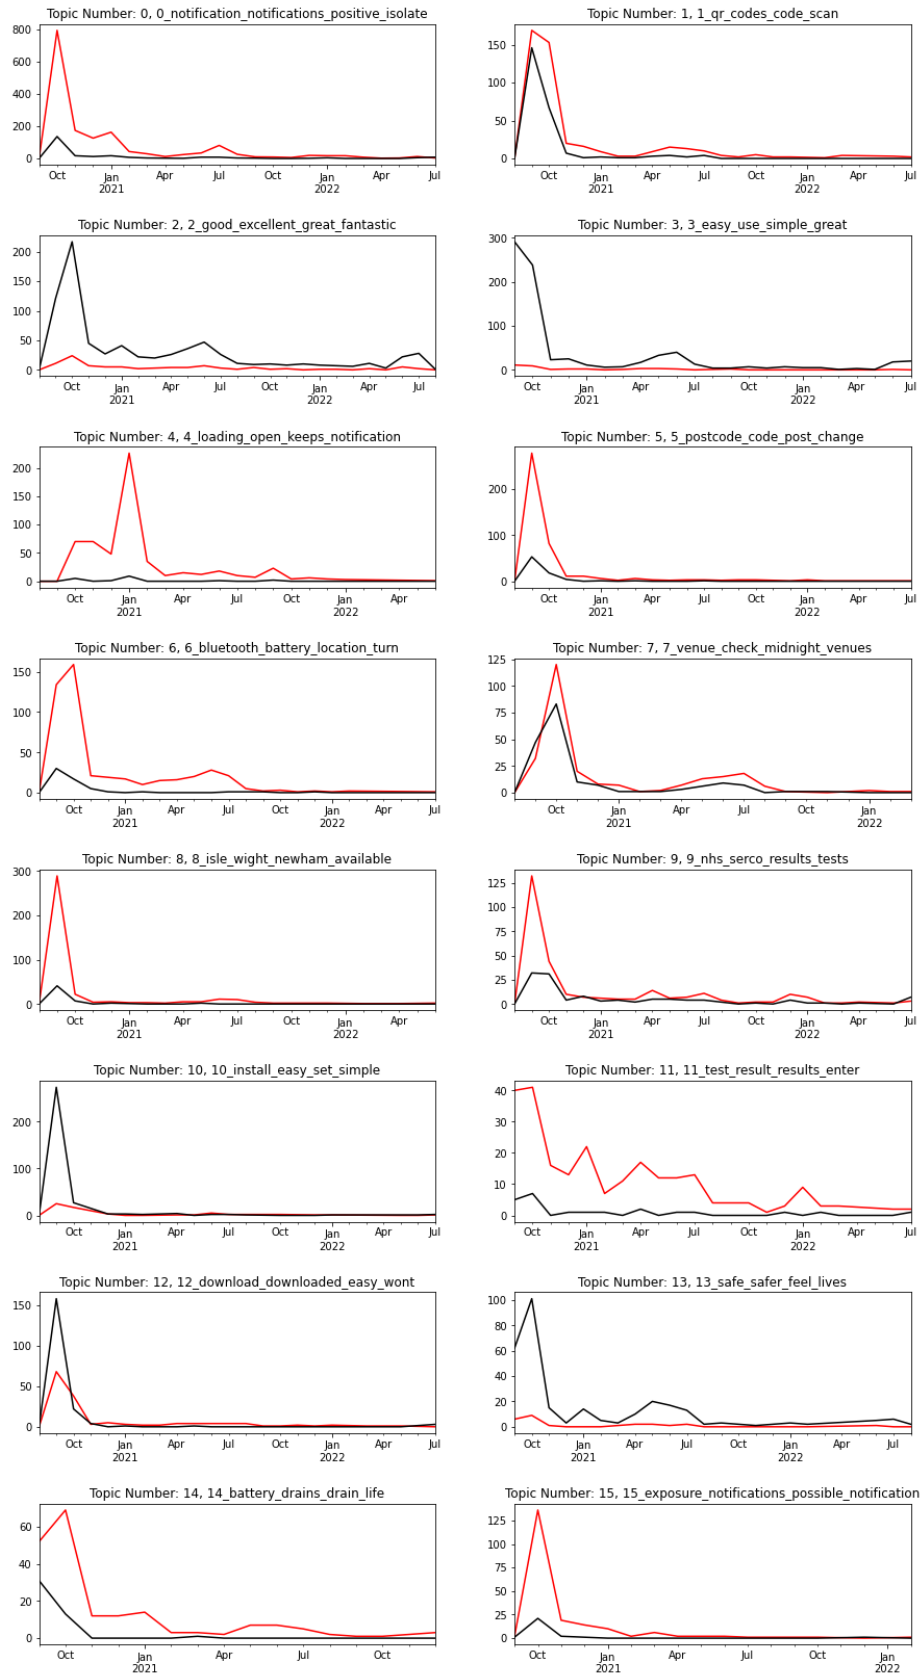 Topic Number: 0, 0_notification_notifications_positive_isolate
800
600
400
200
0
Oct Jan Apr Jul Oct Jan Apr Jul
2021 2022
Topic Number: 1, 1_qr_codes_code_scan
150
100
50
0
Oct Jan Apr Jul Oct Jan Apr Jul
2021 2022
Topic Number: 2, 2_good_excellent_great_fantastic
200
150
100
50
0
Oct Jan Apr Jul Oct Jan Apr Jul
2021 2022
Topic Number: 3, 3_easy_use_simple_great
300
200
100
0
Oct Jan Apr Jul Oct Jan Apr Jul
2021 2022
Topic Number: 4, 4_loading_open_keeps_notification
200
150
100
50
0
Oct Jan Apr Jul Oct Jan Apr
2021 2022
Topic Number: 5, 5_postcode_code_post_change
200
100
0
Oct Jan Apr Jul Oct Jan Apr Jul
2021 2022
Topic Number: 6, 6_bluetooth_battery_location_turn
150
100
50
0
Oct Jan Apr Jul Oct Jan Apr
2021 2022
Topic Number: 7, 7_venue_check_midnight_venues
125
100
75
50
25
0
Oct Jan Apr Jul Oct Jan
2021 2022
Topic Number: 8, 8_isle_wight_newham_available
300
200
100
0
Oct Jan Apr Jul Oct Jan Apr
2021 2022
Topic Number: 9, 9_nhs_serco_results_tests
125
100
75
50
25
0
Oct Jan Apr Jul Oct Jan Apr Jul
2021 2022
Topic Number: 10, 10_install_easy_set_simple
200
100
0
Oct Jan Apr Jul Oct Jan Apr
2021 2022
Topic Number: 11, 11_test_result_results_enter
40
30
20
10
0
Oct Jan Apr Jul Oct Jan Apr Jul
2021 2022
Topic Number: 12, 12_download_downloaded_easy_wont
150
100
50
0
Oct Jan Apr Jul Oct Jan Apr Jul
2021 2022
Topic Number: 13, 13_safe_safer_feel_lives
100
80
60
40
20
0
Oct Jan Apr Jul Oct Jan Apr Jul
2021 2022
Topic Number: 14, 14_battery_drains_drain_life
60
40
20
0
Oct Jan Apr Jul Oct
2021
Topic Number: 15, 15_exposure_notifications_possible_notification
125
100
75
50
25
0
Oct Jan Apr Jul Oct Jan
2021 2022